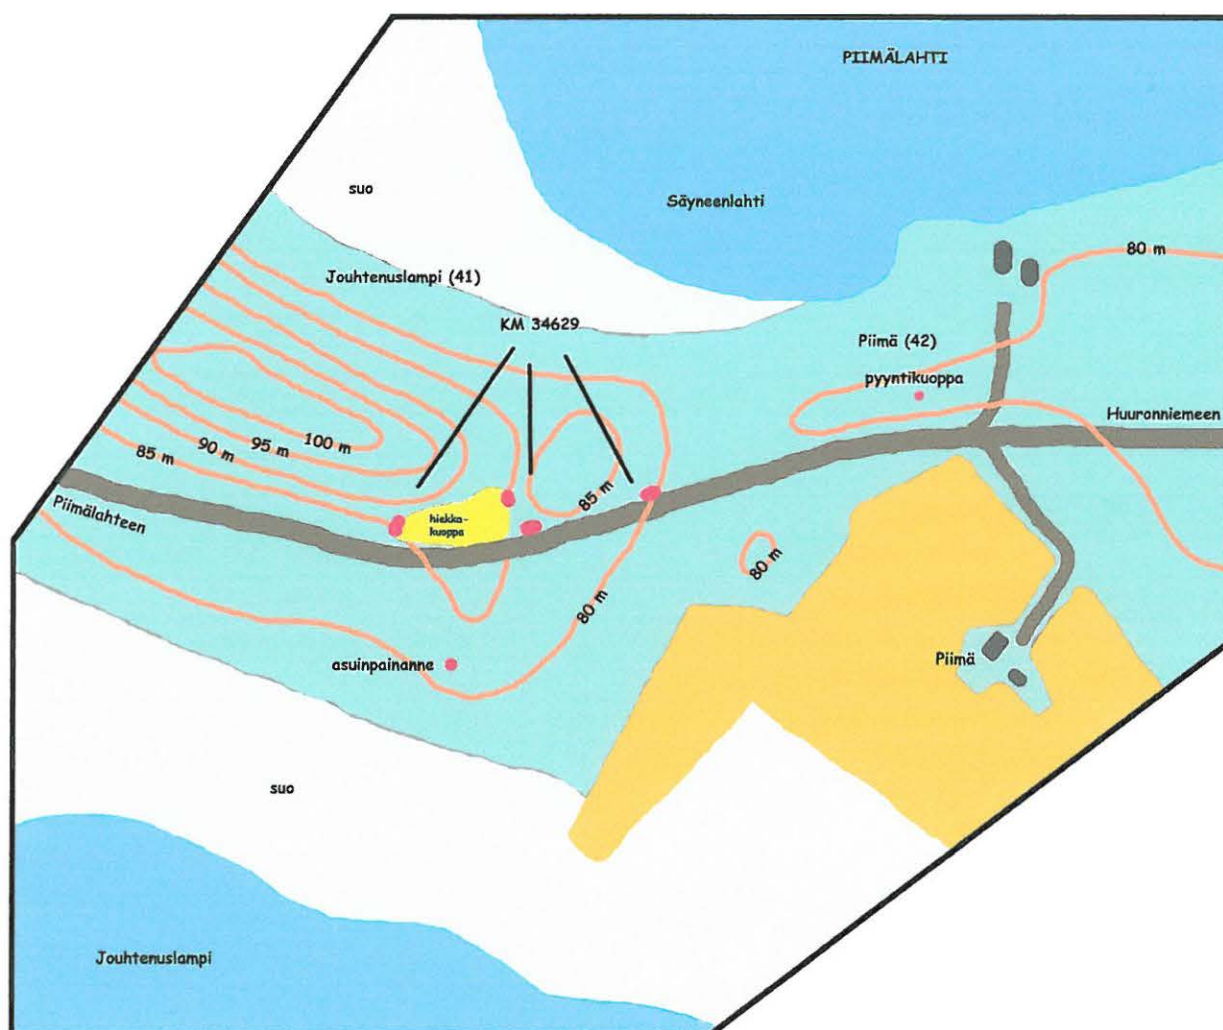 PIIMÄLAHTI
suo
Säyneenlahti
80 m
Jouhtenuslampi (41)
KM 34629
Piimä (42)
pyyntikuoppa
Huuronniemeen
100 m
95 m
90 m
85 m
85 m
Piimälahteen
hiekka-
kuoppa
80 m
80 m
asuinpainanne
Piimä
suo
Jouhtenuslampi